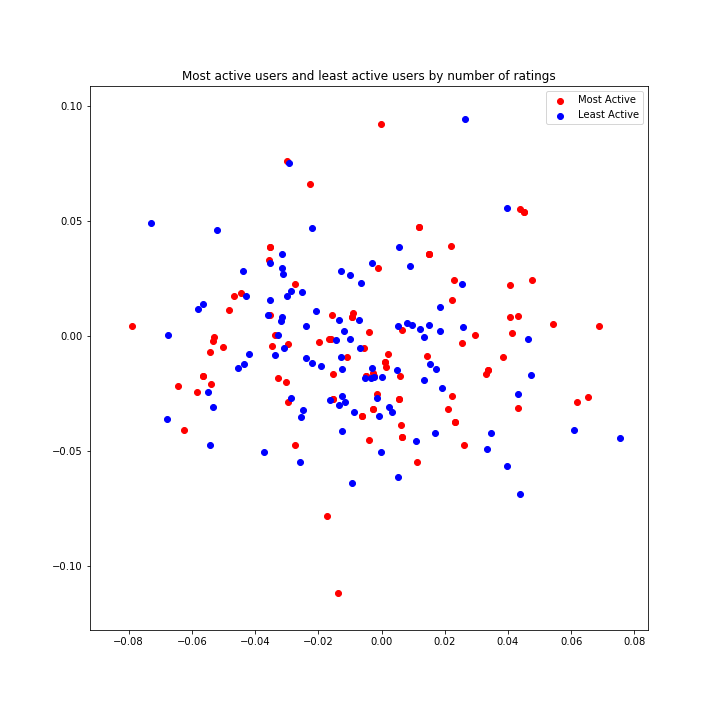 Most active users and least active users by number of ratings
Most Active
Least Active
0.10
0.05
0.00
−0.05
−0.10
−0.08 −0.06 −0.04 −0.02 0.00 0.02 0.04 0.06 0.08